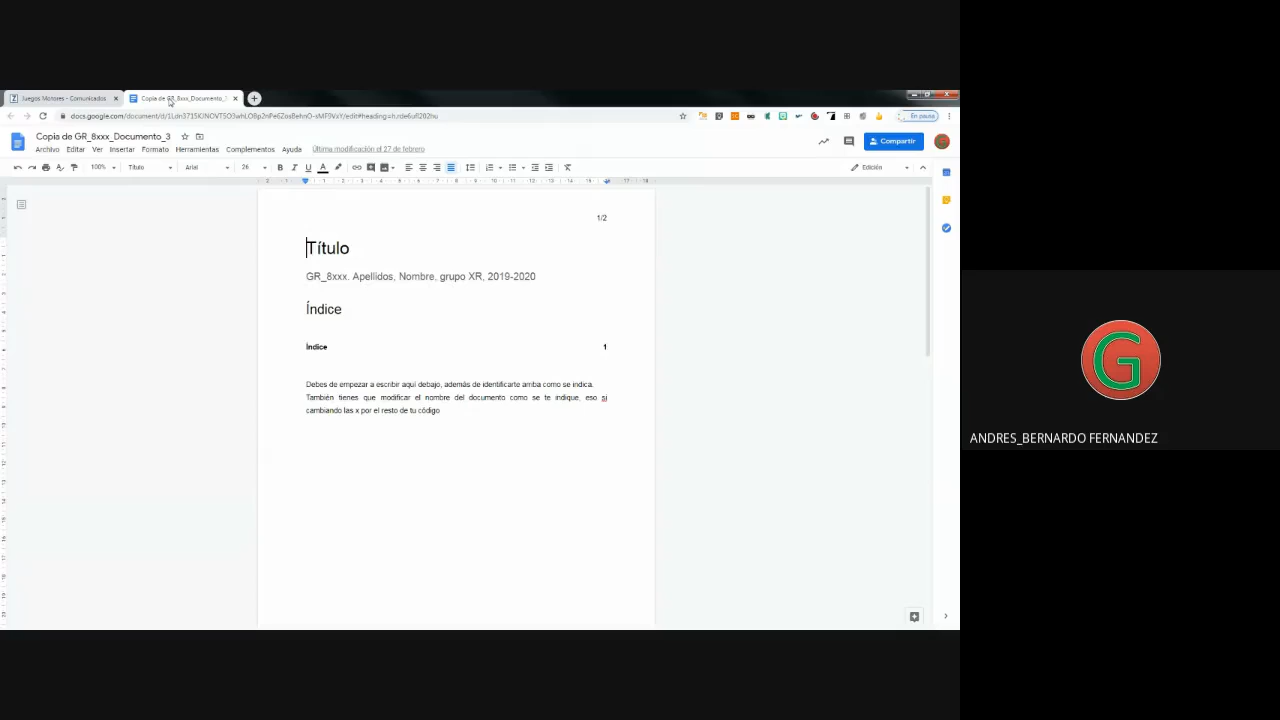 Juegos Motores - Comunicados
Copia de GR_8xxx_Documento_3
En pausa
Copia de GR_8xxx_Documento_3
Archivo Editar Ver Insertar Formato Herramientas Complementos Ayuda Última modificación el 27 de febrero
Compartir
100% Título Arial 26 B I U A Edición
1/2
Título
GR_8xxx. Apellidos, Nombre, grupo XR, 2019-2020
Índice
Índice 1
Debes de empezar a escribir aquí debajo, además de identificarte arriba como se indica.
También tienes que modificar el nombre del documento como se te indique, eso si
cambiando las x por el resto de tu código
G
ANDRES_BERNARDO FERNANDEZ